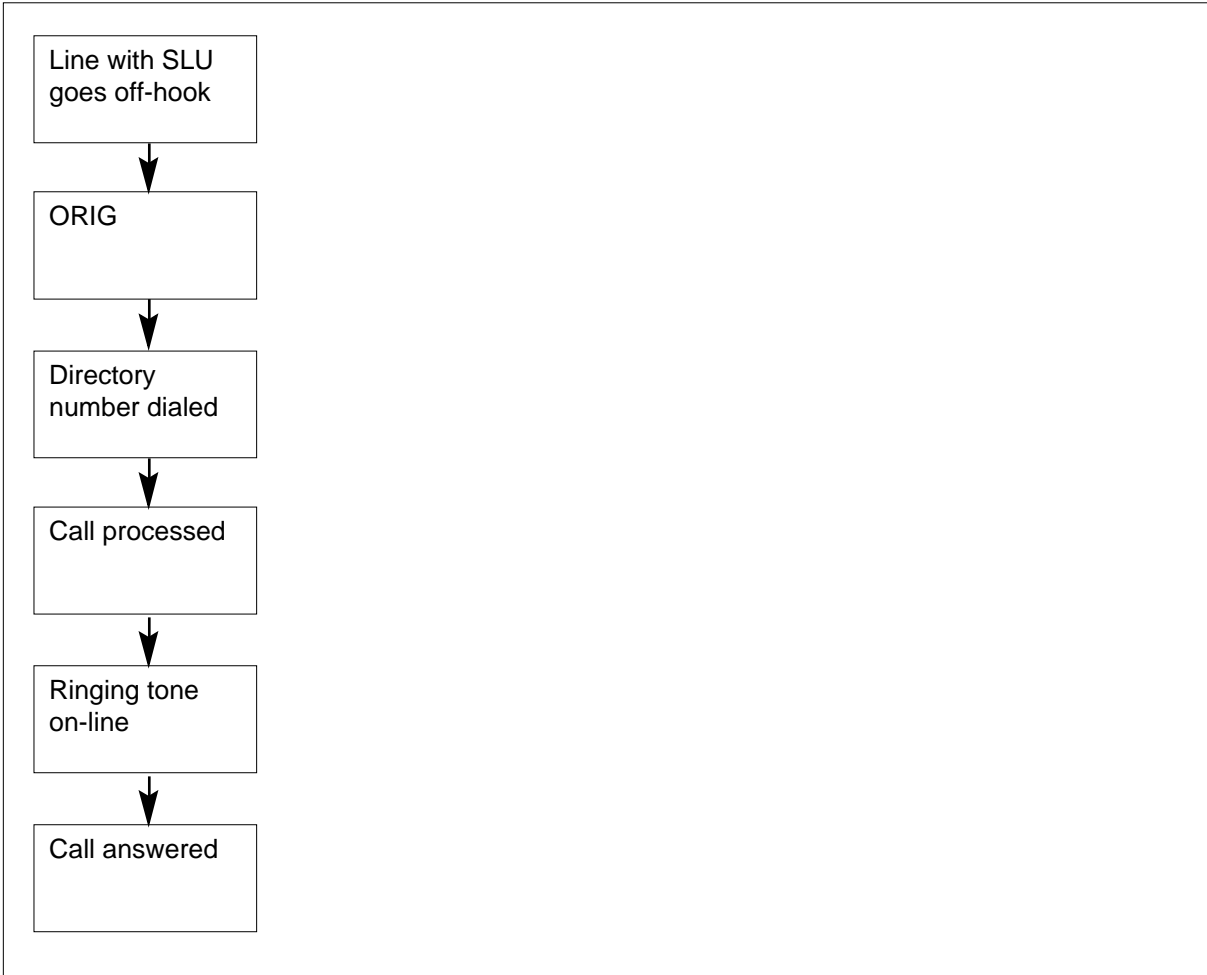 Line with SLU
goes off-hook
ORIG
Directory
number dialed
Call processed
Ringing tone
on-line
Call answered